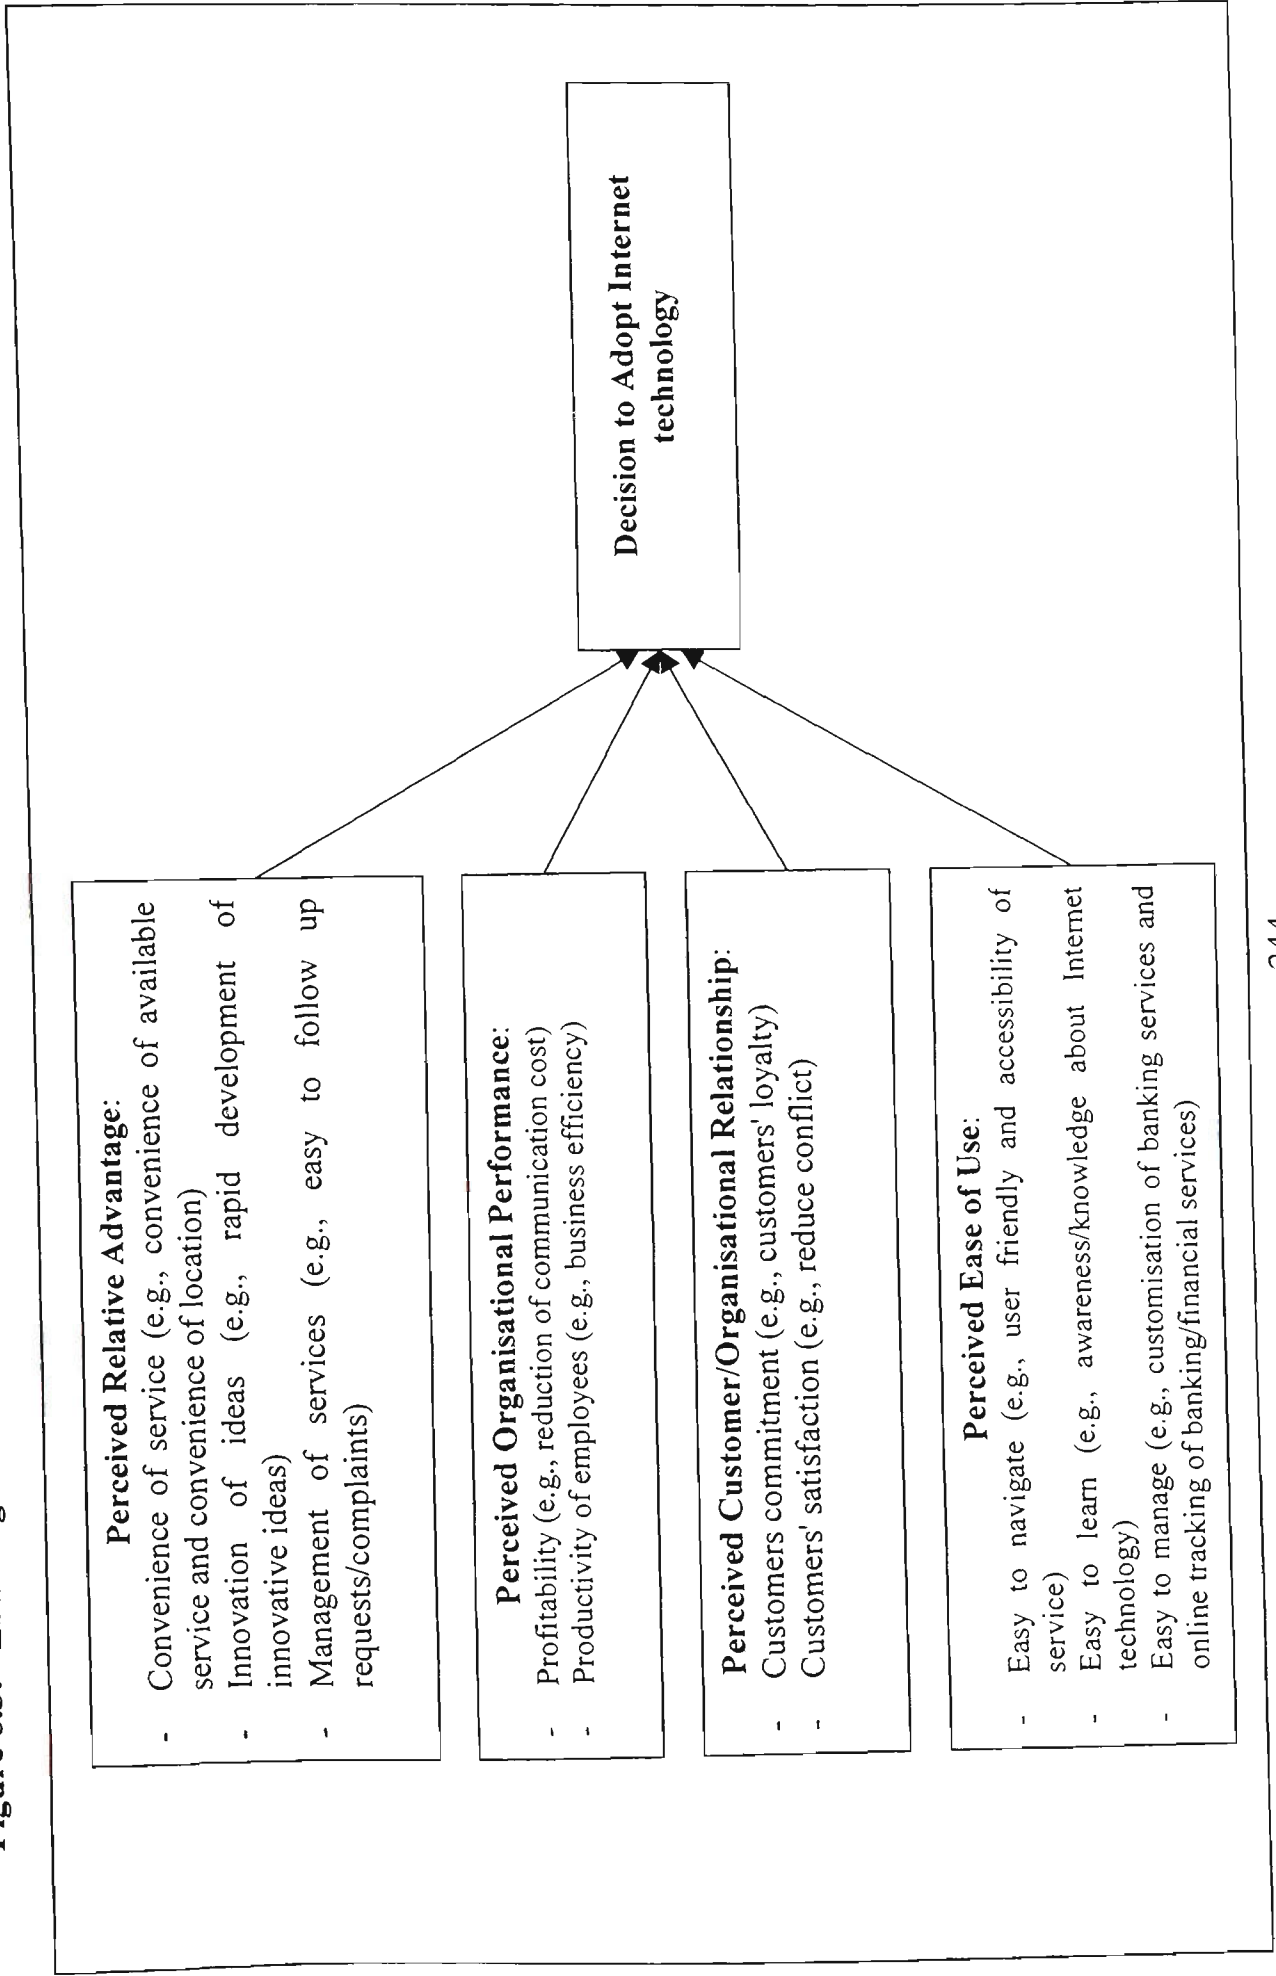 Perceived Relative Advantage:
- Convenience of service (e.g., convenience of available
service and convenience of location)
- Innovation of ideas (e.g., rapid development of
innovative ideas)
- Management of services (e.g., easy to follow up
requests/complaints)
Perceived Organisational Performance:
- Profitability (e.g., reduction of communication cost)
- Productivity of employees (e.g., business efficiency)
Perceived Customer/Organisational Relationship:
- Customers commitment (e.g., customers' loyalty)
- Customers' satisfaction (e.g., reduce conflict)
Perceived Ease of Use:
- Easy to navigate (e.g., user friendly and accessibility of
service)
- Easy to learn (e.g., awareness/knowledge about Internet
technology)
- Easy to manage (e.g., customisation of banking services and
online tracking of banking/financial services)
Decision to Adopt Internet
technology